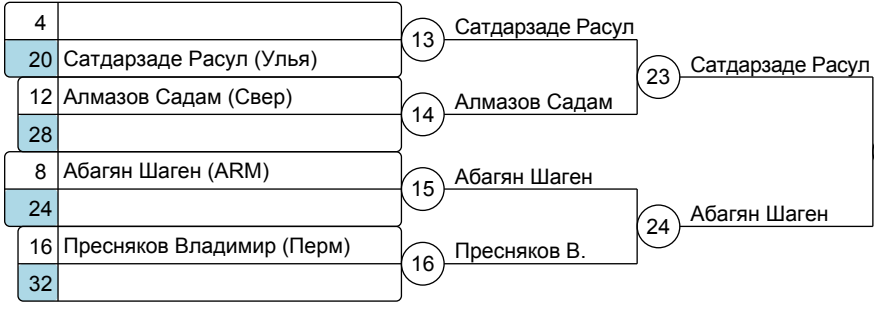 4
20 Сатдарзаде Расул (Улья)
12 Алмазов Садам (Свер)
28
8 Абагян Шаген (ARM)
24
16 Пресняков Владимир (Перм)
32
13 Сатдарзаде Расул
14 Алмазов Садам
15 Абагян Шаген
16 Пресняков В.
23 Сатдарзаде Расул
24 Абагян Шаген